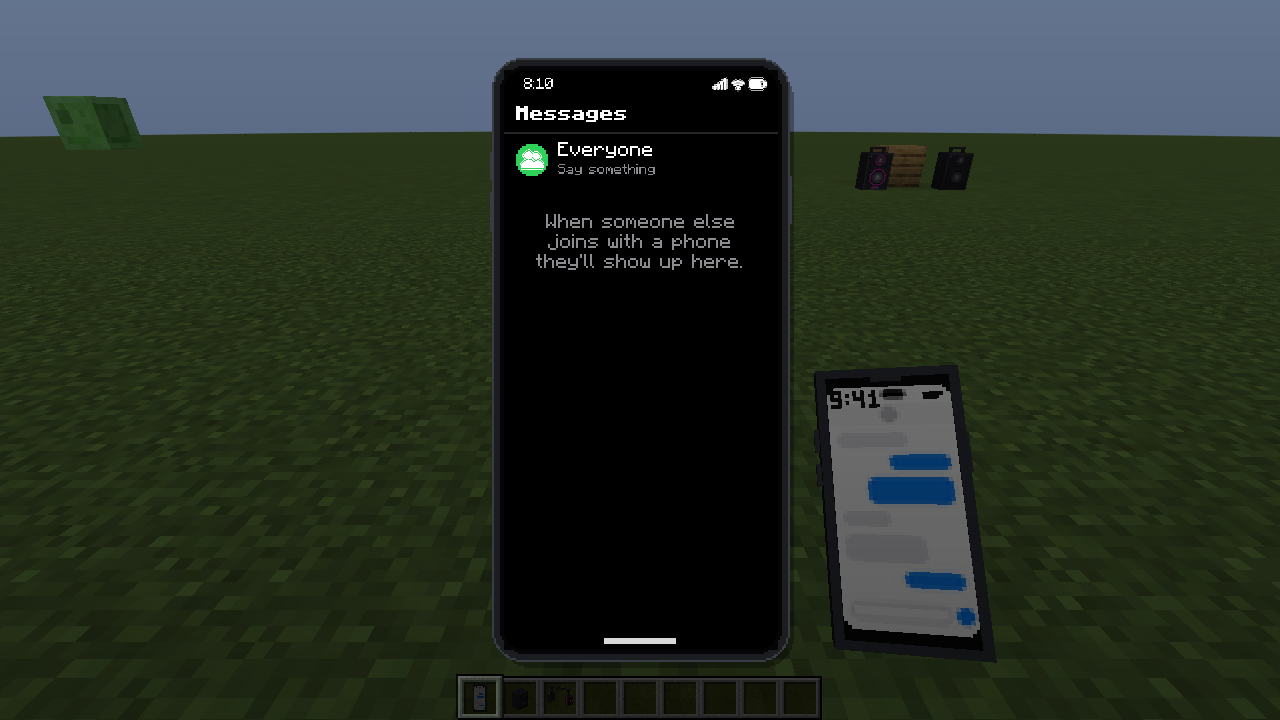 8:10
Messages
Everyone
Say something
When someone else
joins with a phone
they'll show up here.
9:41